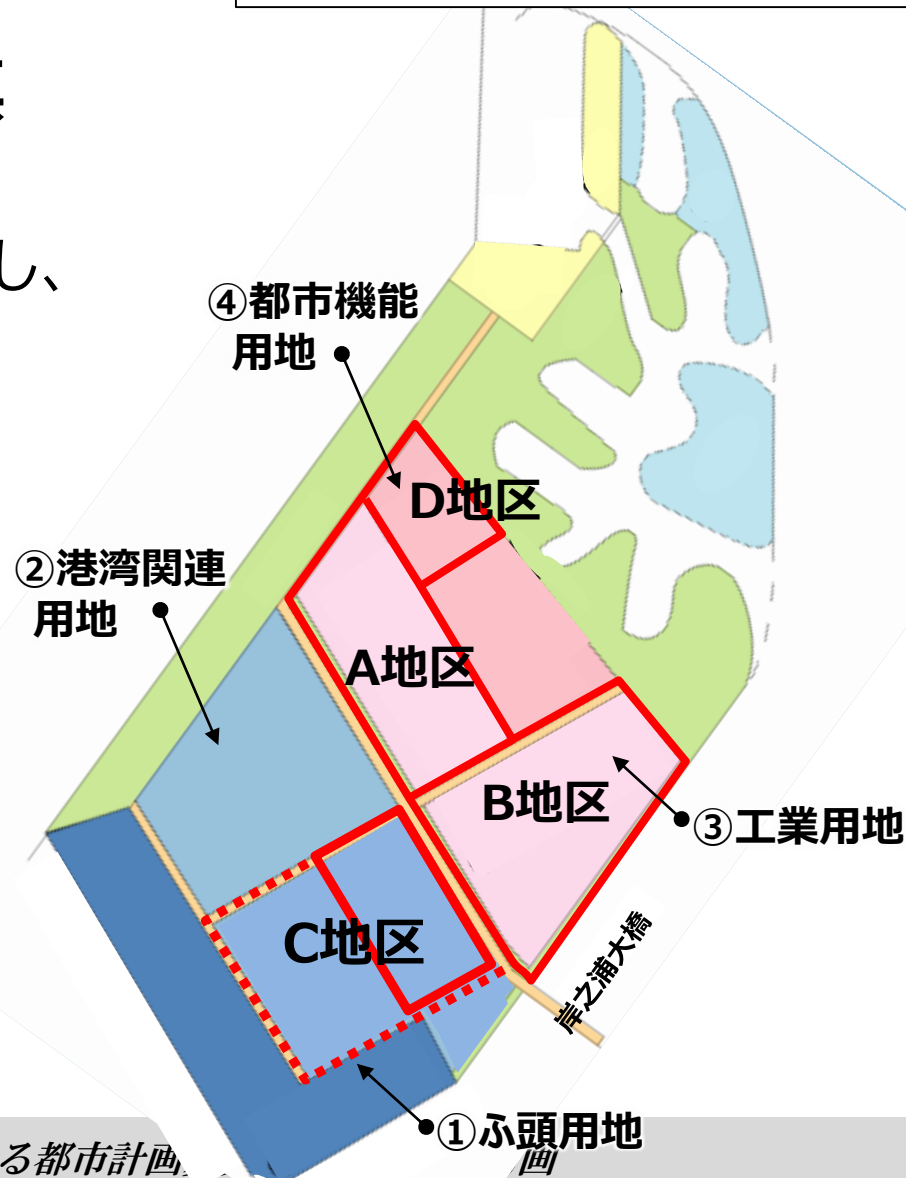 し、
④都市機能
用地
D地区
②港湾関連
用地
A地区
B地区
③工業用地
C地区
岸之浦大橋
①ふ頭用地
る都市計画
画